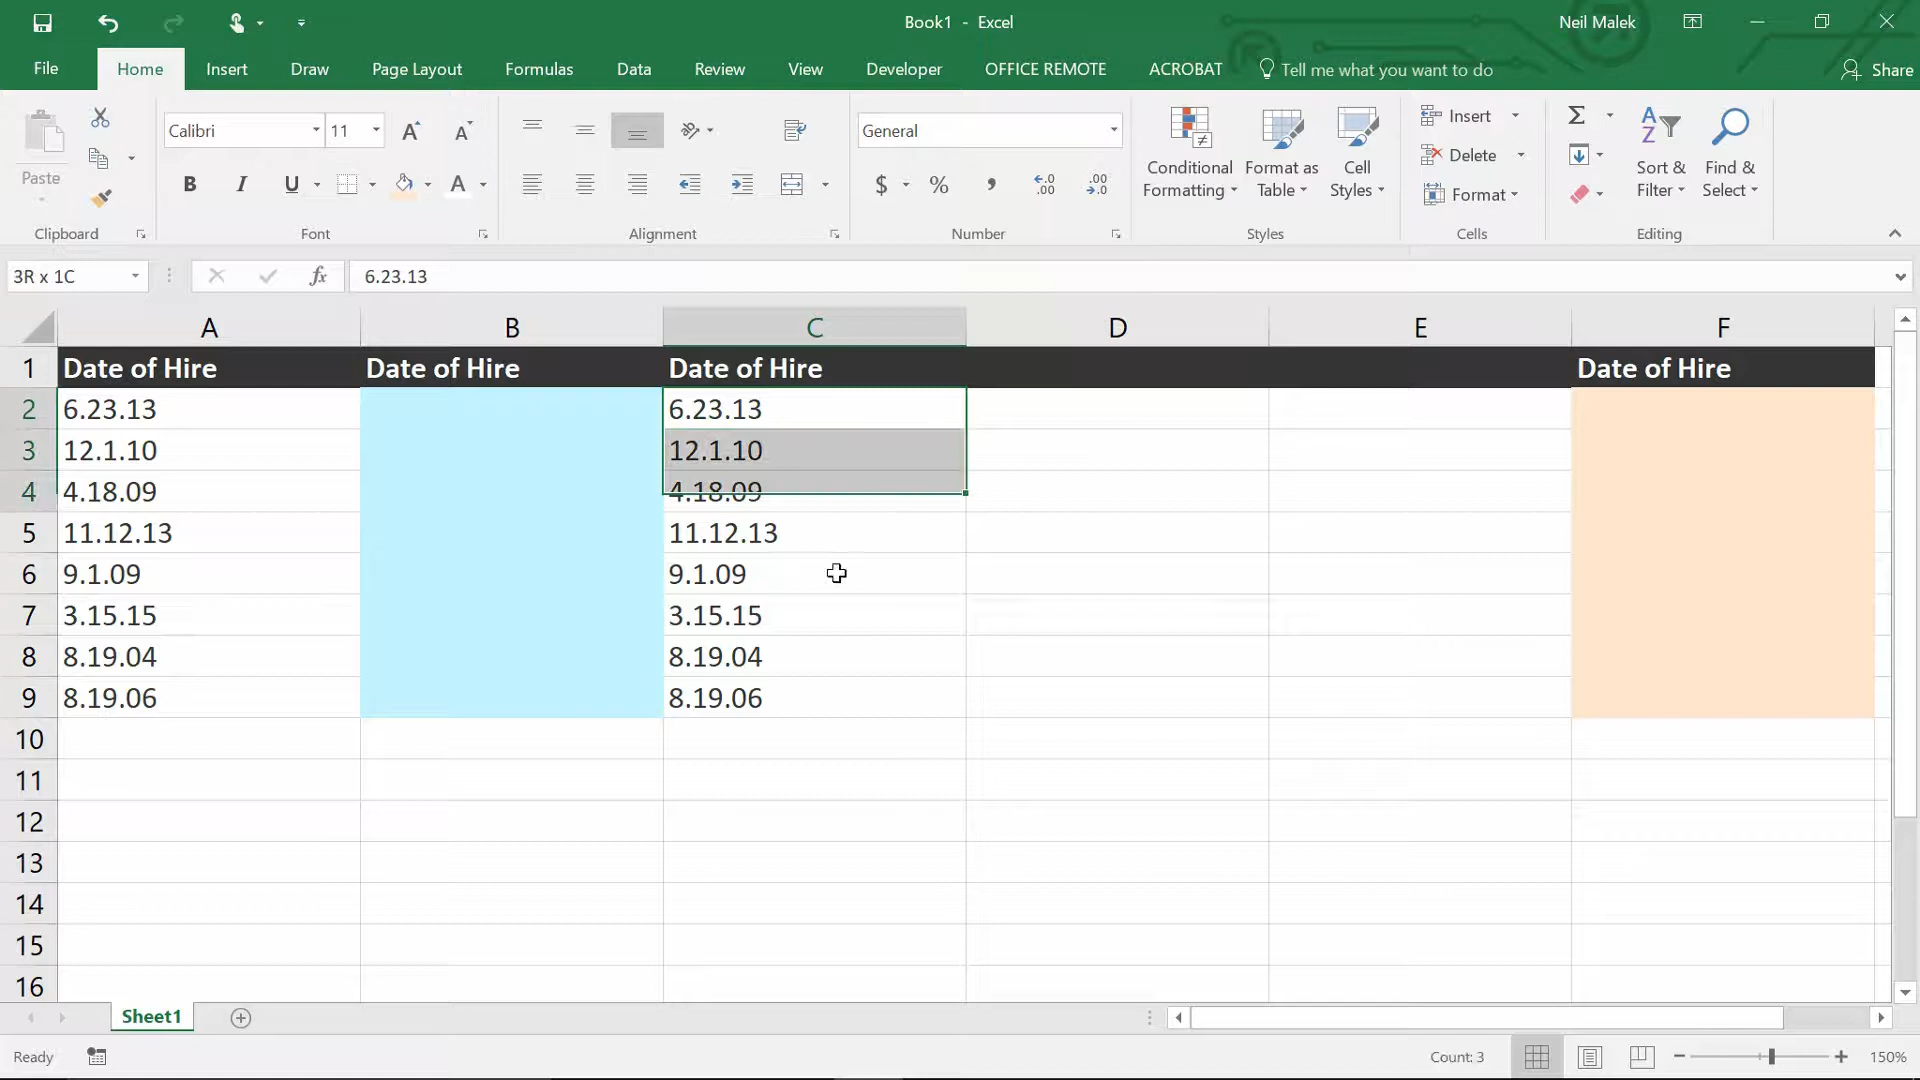 Book1 - Excel
Neil Malek
File Home Insert Draw Page Layout Formulas Data Review View Developer OFFICE REMOTE ACROBAT Tell me what you want to do Share
Paste
Calibri 11
B I U A
General
$ % ,
Conditional Formatting
Format as Table
Cell Styles
Insert
Delete
Format
Sort & Filter
Find & Select
Clipboard Font Alignment Number Styles Cells Editing
3R x 1C fx 6.23.13
A B C D E F
1 Date of Hire Date of Hire Date of Hire Date of Hire
2 6.23.13 6.23.13
3 12.1.10 12.1.10
4 4.18.09 4.18.09
5 11.12.13 11.12.13
6 9.1.09 9.1.09
7 3.15.15 3.15.15
8 8.19.04 8.19.04
9 8.19.06 8.19.06
10
11
12
13
14
15
16
Sheet1
Ready Count: 3 150%